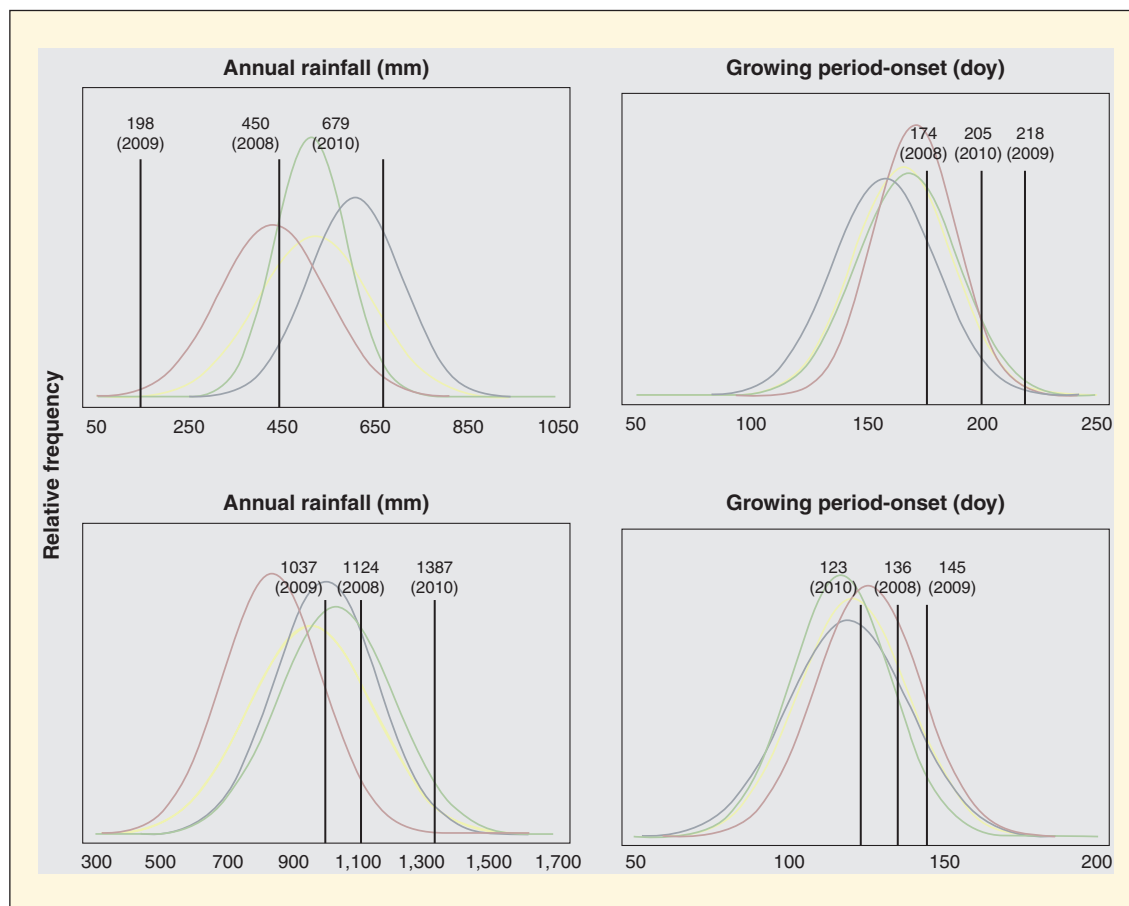 Annual rainfall (mm)
Growing period-onset (doy)
198
(2009)
450
(2008)
679
(2010)
174
(2008)
205
(2010)
218
(2009)
50 250 450 650 850 1050
50 100 150 200 250
Relative frequency
Annual rainfall (mm)
Growing period-onset (doy)
1037
(2009)
1124
(2008)
1387
(2010)
123
(2010)
136
(2008)
145
(2009)
300 500 700 900 1,100 1,300 1,500 1,700
50 100 150 200